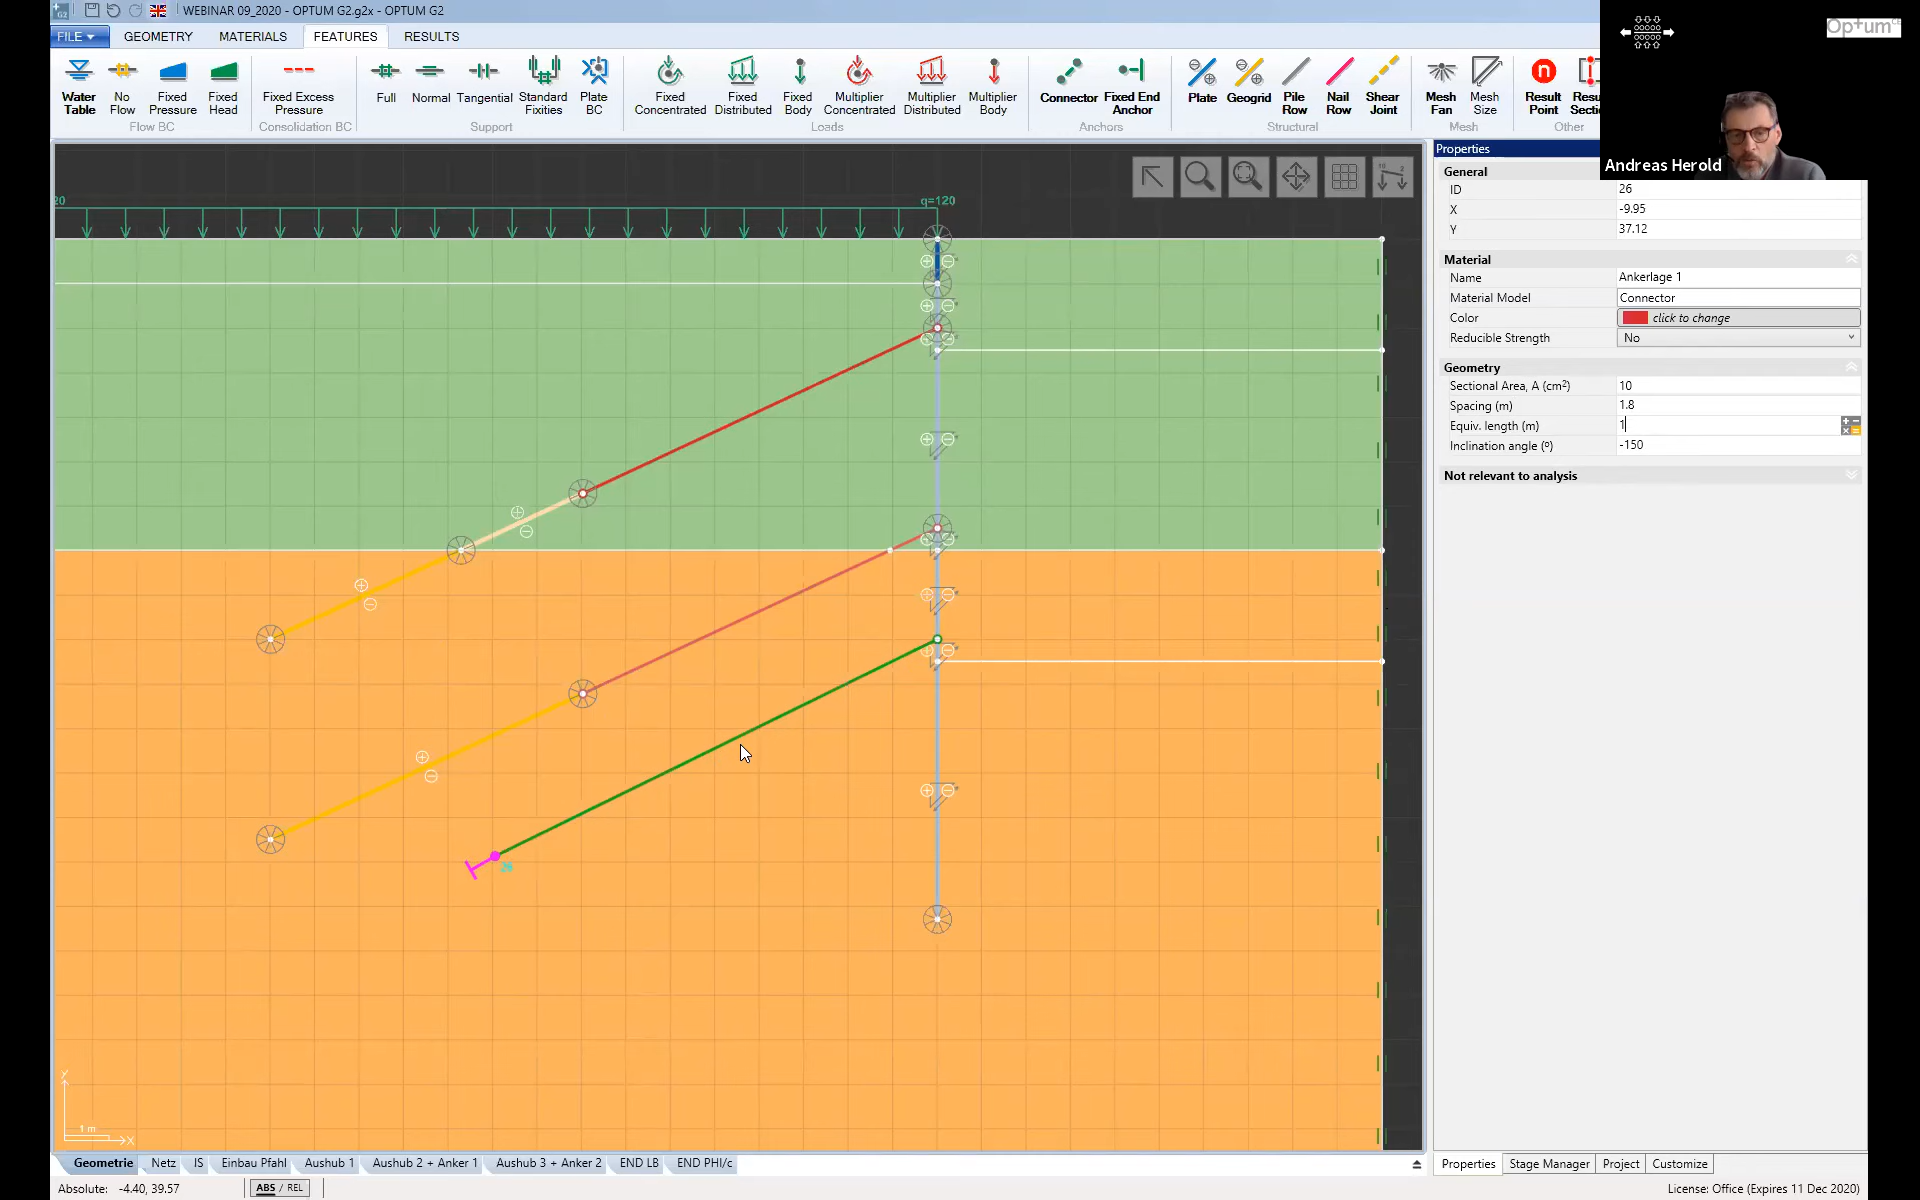 WEBINAR 09_2020 - OPTUM G2.g2x - OPTUM G2
FILE GEOMETRY MATERIALS FEATURES RESULTS
Water Table
No Flow
Fixed Pressure
Fixed Head
Flow BC
Fixed Excess Pressure
Consolidation BC
Full
Normal
Tangential
Standard Fixities
Plate BC
Support
Fixed Concentrated
Fixed Distributed
Fixed Body
Multiplier Concentrated
Multiplier Distributed
Multiplier Body
Loads
Connector
Fixed End Anchor
Anchors
Plate
Geogrid
Pile Row
Nail Row
Shear Joint
Structural
Mesh Fan
Mesh Size
Mesh
Result Point
Other
Optum
Andreas Herold
q=120
Properties
General
ID 26
X -9.95
Y 37.12
Material
Name Ankerlage 1
Material Model Connector
Color click to change
Reducible Strength No
Geometry
Sectional Area, A (cm²) 10
Spacing (m) 1.8
Equiv. length (m) 1
Inclination angle (º) -150
Not relevant to analysis
26
Y
1 m
X
Geometrie Netz IS Einbau Pfahl Aushub 1 Aushub 2 + Anker 1 Aushub 3 + Anker 2 END LB END PHI/c
Properties Stage Manager Project Customize
Absolute: -4.40, 39.57 ABS / REL
License: Office (Expires 11 Dec 2020)